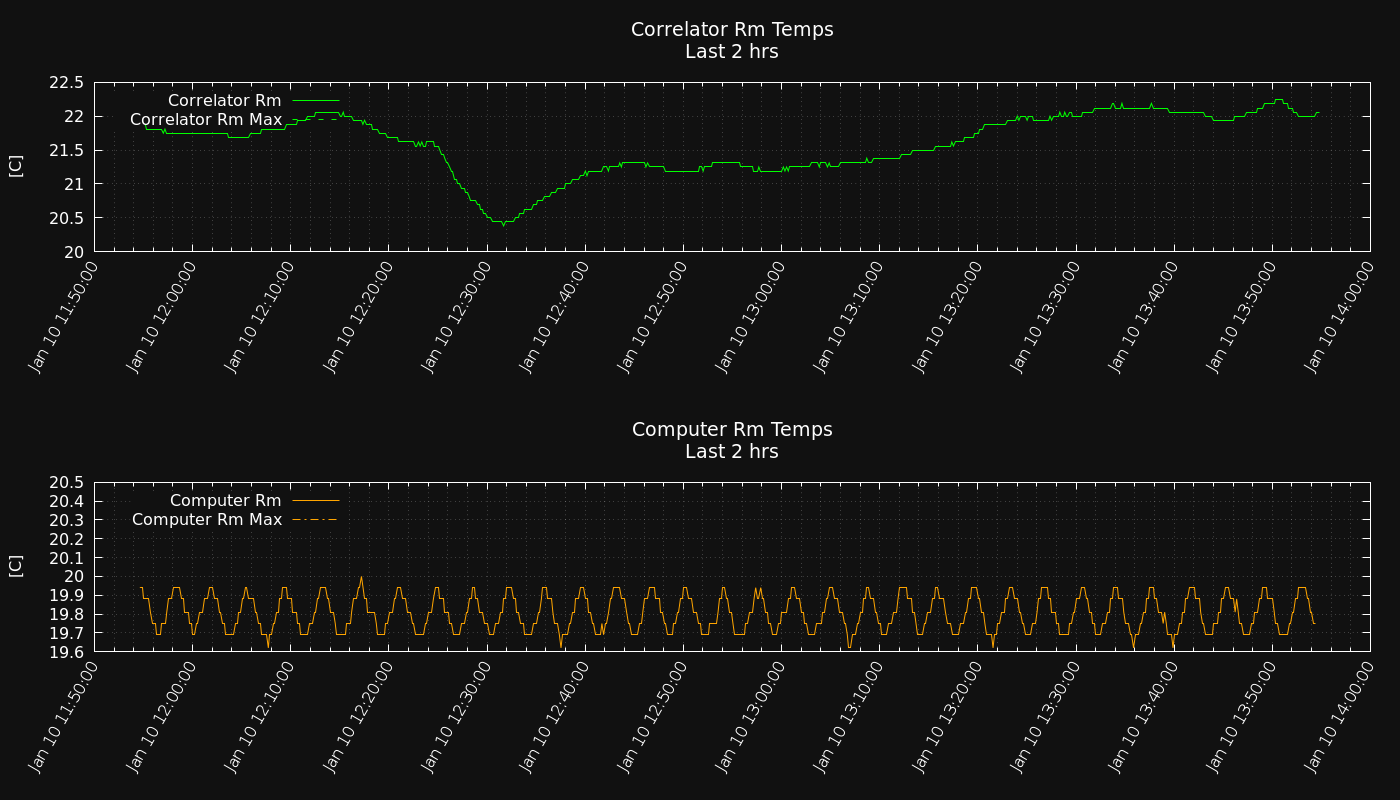 Correlator Rm Temps
Last 2 hrs
22.5
22
21.5
21
20.5
20
[C]
Correlator Rm
Correlator Rm Max
Jan 10 11:50:00
Jan 10 12:00:00
Jan 10 12:10:00
Jan 10 12:20:00
Jan 10 12:30:00
Jan 10 12:40:00
Jan 10 12:50:00
Jan 10 13:00:00
Jan 10 13:10:00
Jan 10 13:20:00
Jan 10 13:30:00
Jan 10 13:40:00
Jan 10 13:50:00
Jan 10 14:00:00
Computer Rm Temps
Last 2 hrs
20.5
20.4
20.3
20.2
20.1
20
19.9
19.8
19.7
19.6
[C]
Computer Rm
Computer Rm Max
Jan 10 11:50:00
Jan 10 12:00:00
Jan 10 12:10:00
Jan 10 12:20:00
Jan 10 12:30:00
Jan 10 12:40:00
Jan 10 12:50:00
Jan 10 13:00:00
Jan 10 13:10:00
Jan 10 13:20:00
Jan 10 13:30:00
Jan 10 13:40:00
Jan 10 13:50:00
Jan 10 14:00:00